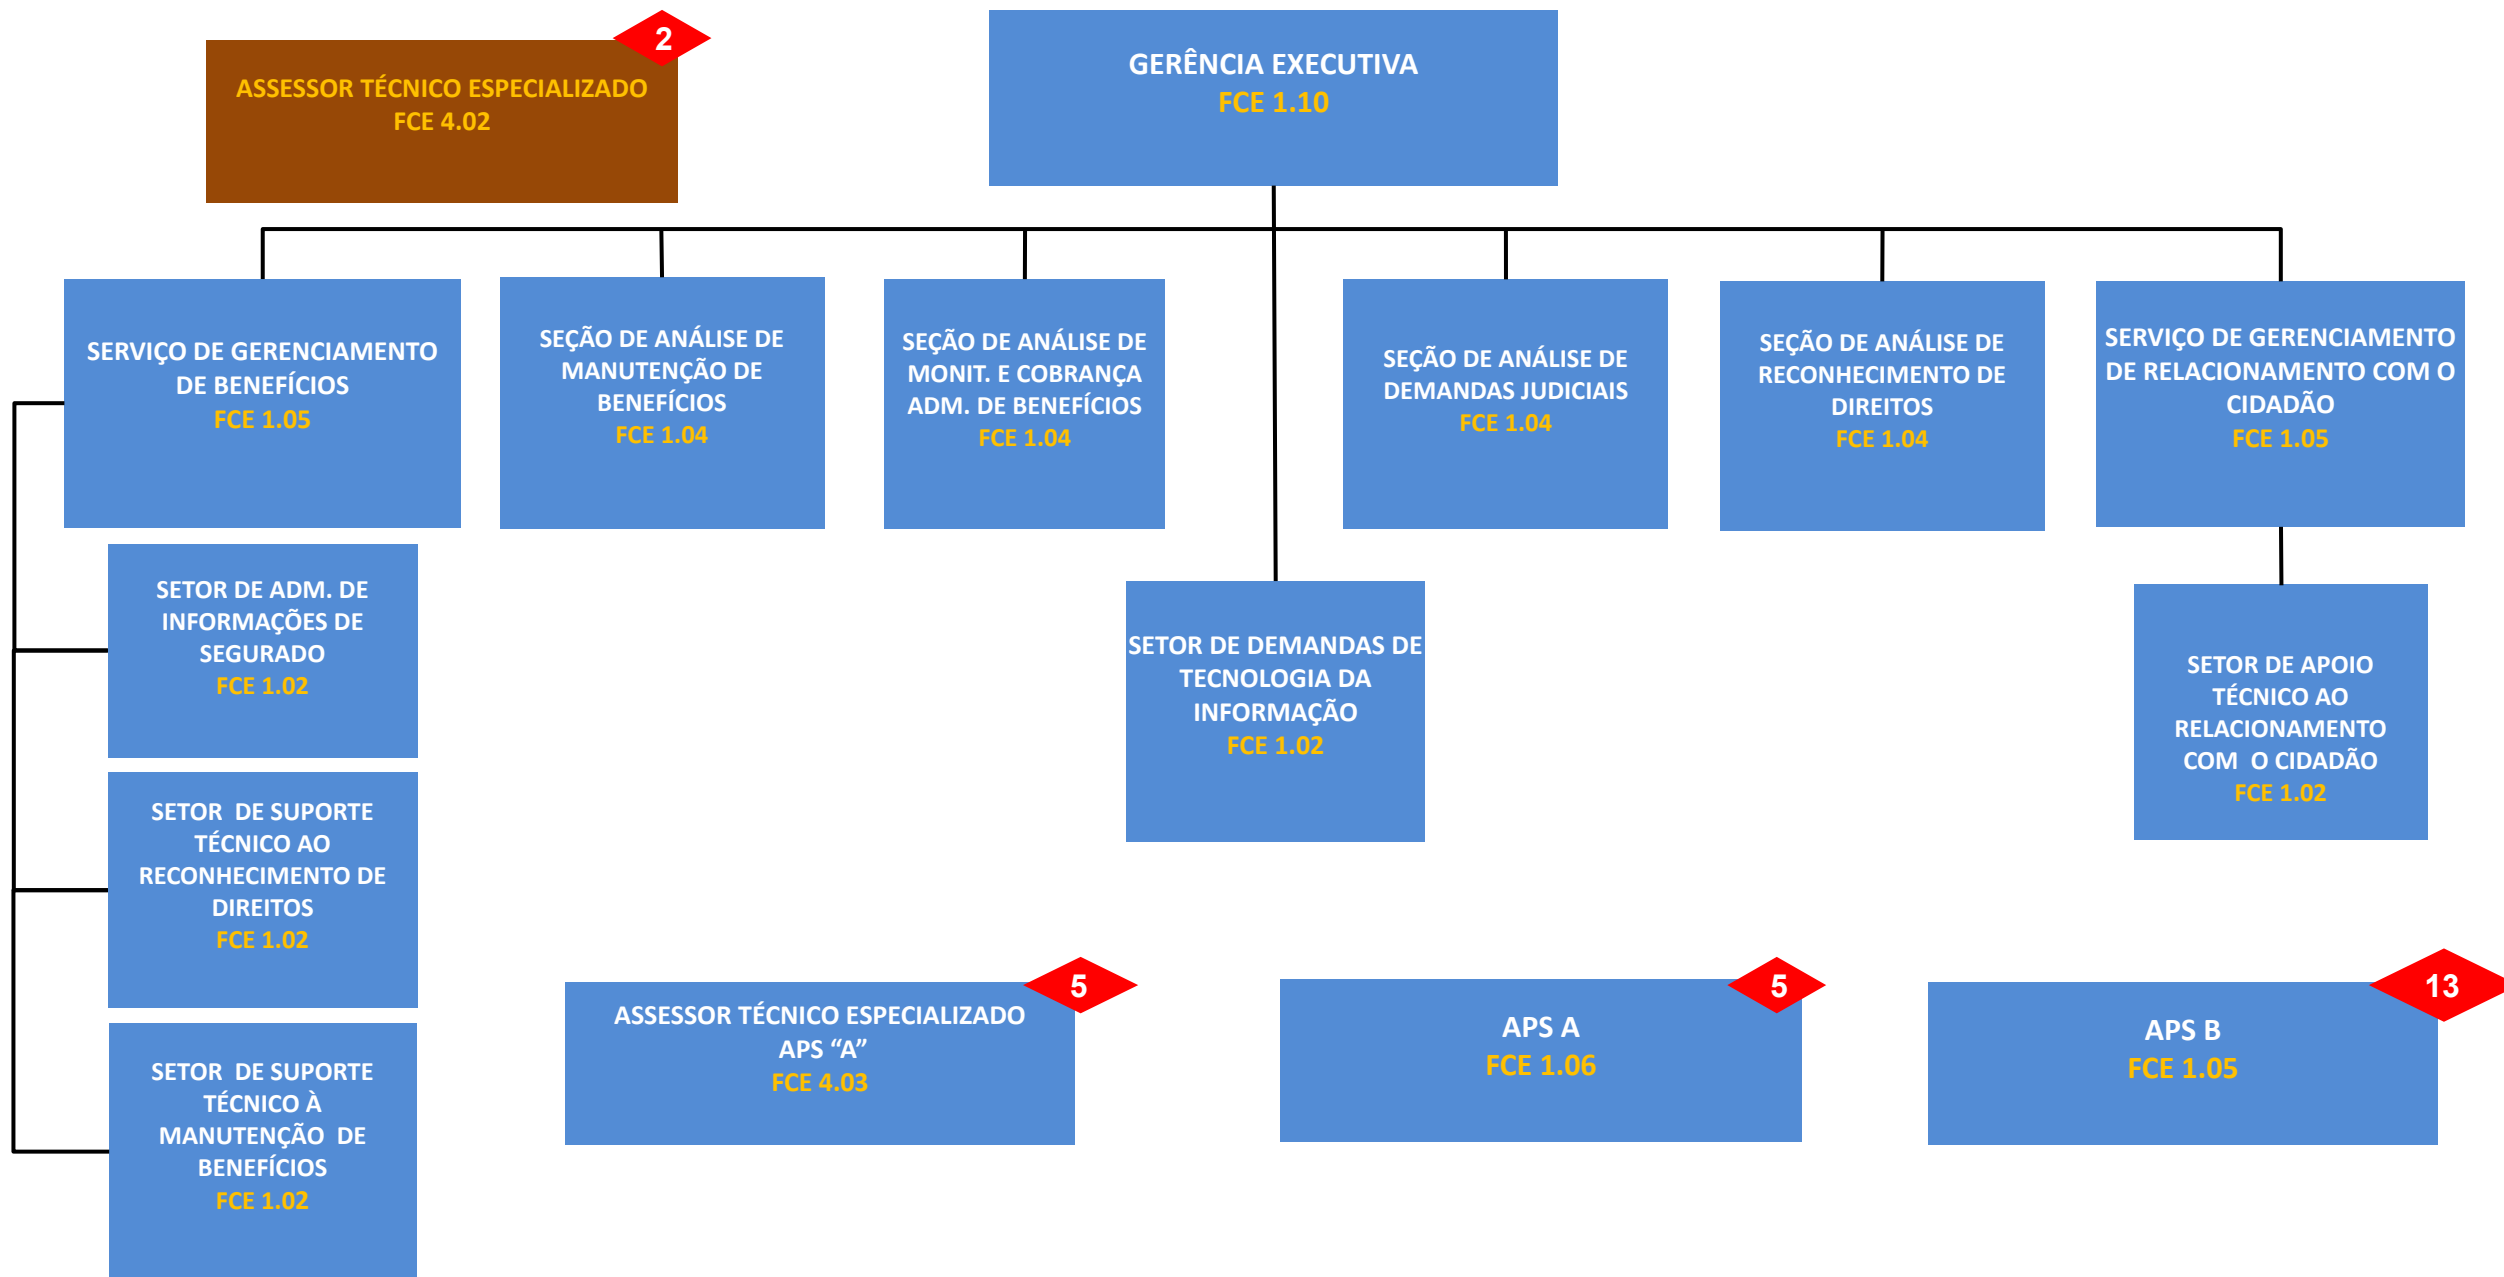 2
ASSESSOR TÉCNICO ESPECIALIZADO
FCE 4.02
GERÊNCIA EXECUTIVA
FCE 1.10
SERVIÇO DE GERENCIAMENTO
DE BENEFÍCIOS
FCE 1.05
SEÇÃO DE ANÁLISE DE
MANUTENÇÃO DE
BENEFÍCIOS
FCE 1.04
SEÇÃO DE ANÁLISE DE
MONIT. E COBRANÇA
ADM. DE BENEFÍCIOS
FCE 1.04
SEÇÃO DE ANÁLISE DE
DEMANDAS JUDICIAIS
FCE 1.04
SEÇÃO DE ANÁLISE DE
RECONHECIMENTO DE
DIREITOS
FCE 1.04
SERVIÇO DE GERENCIAMENTO
DE RELACIONAMENTO COM O
CIDADÃO
FCE 1.05
SETOR DE ADM. DE
INFORMAÇÕES DE
SEGURADO
FCE 1.02
SETOR DE DEMANDAS DE
TECNOLOGIA DA
INFORMAÇÃO
FCE 1.02
SETOR DE APOIO
TÉCNICO AO
RELACIONAMENTO
COM O CIDADÃO
FCE 1.02
SETOR DE SUPORTE
TÉCNICO AO
RECONHECIMENTO DE
DIREITOS
FCE 1.02
5
ASSESSOR TÉCNICO ESPECIALIZADO
APS “A”
FCE 4.03
5
APS A
FCE 1.06
13
APS B
FCE 1.05
SETOR DE SUPORTE
TÉCNICO À
MANUTENÇÃO DE
BENEFÍCIOS
FCE 1.02